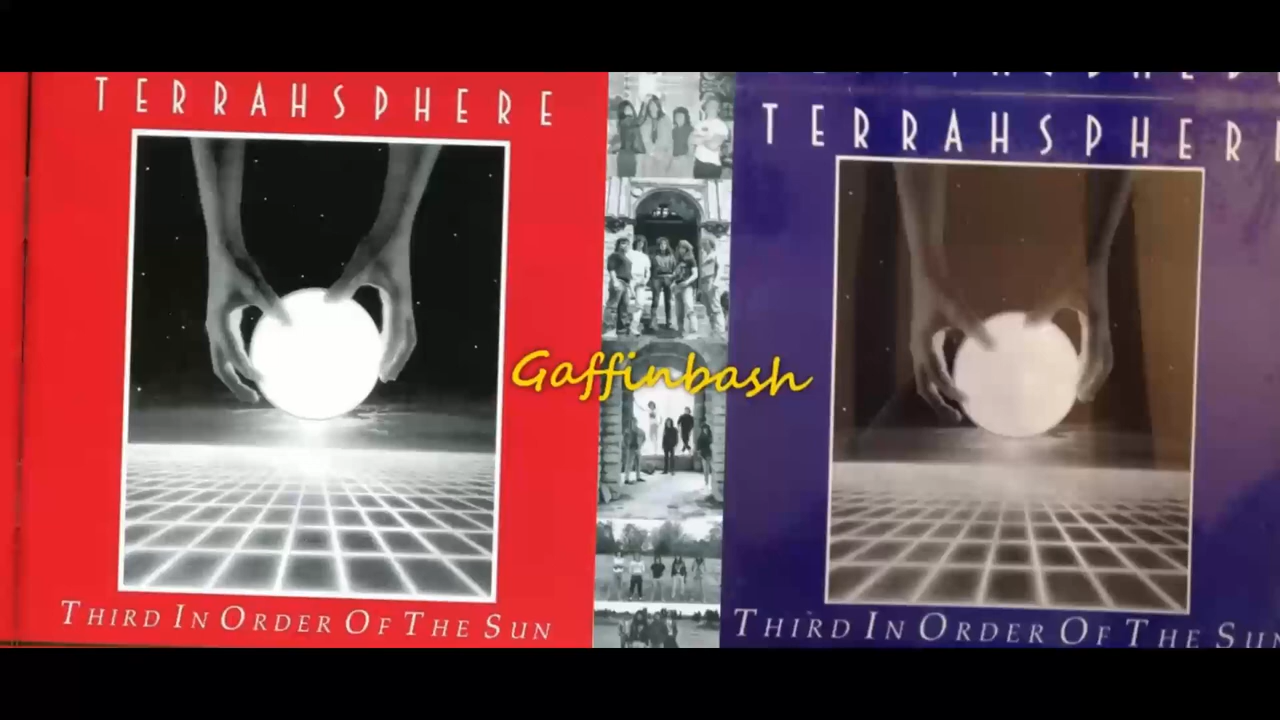 TERRAHSPHERE
THIRD IN ORDER OF THE SUN
Gaffinbash
TERRAHSPHERE
THIRD IN ORDER OF THE SUN